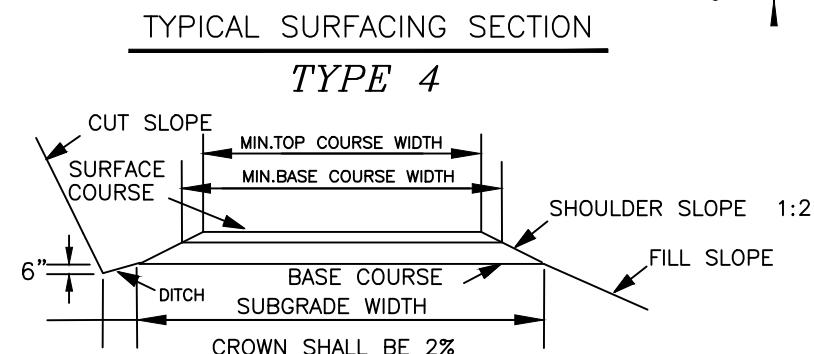 TYPICAL SURFACING SECTION
TYPE 4
CUT SLOPE
MIN.TOP COURSE WIDTH
SURFACE
COURSE
MIN.BASE COURSE WIDTH
SHOULDER SLOPE 1:2
FILL SLOPE
6"
DITCH
BASE COURSE
SUBGRADE WIDTH
CROWN SHALL BE 2%